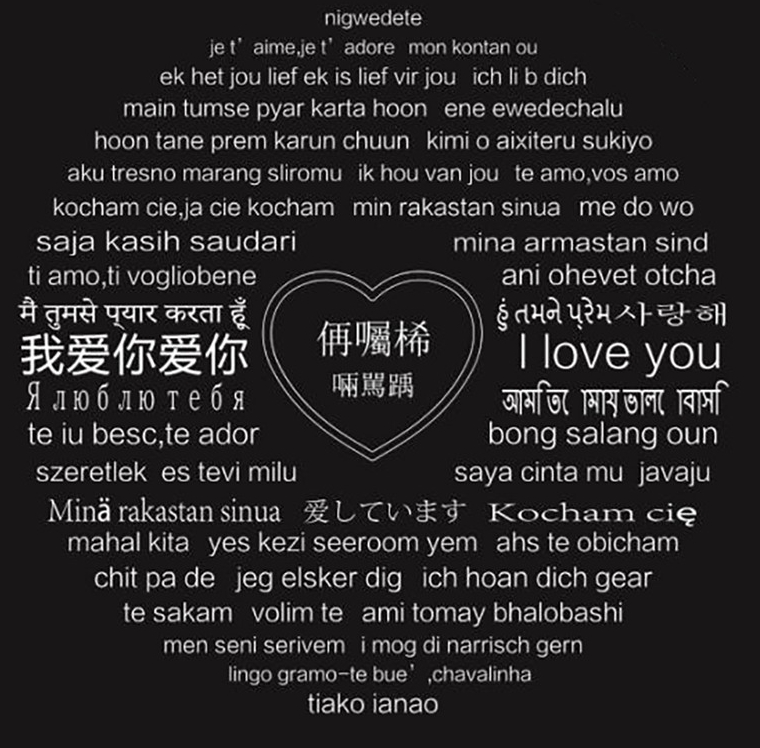 nigwedete
je t’ aime,je t’ adore mon kontan ou
ek het jou lief ek is lief vir jou ich li b dich
main tumse pyar karta hoon ene ewedechalu
hoon tane prem karun chuun kimi o aixiteru sukiyo
aku tresno marang sliromu ik hou van jou te amo,vos amo
kocham cie,ja cie kocham min rakastan sinua me do wo
saja kasih saudari mina armastan sind
ti amo,ti vogliobene ani ohevet otcha
मै तुमसे प्यार करता हूँ हुं तमने प्रेम 사랑해
我爱你爱你 I love you
Я люблю тебя
te iu besc,te ador bong salang oun
szeretlek es tevi milu saya cinta mu javaju
Minä rakastan sinua 爱しています Kocham cię
mahal kita yes kezi seeroom yem ahs te obicham
chit pa de jeg elsker dig ich hoan dich gear
te sakam volim te ami tomay bhalobashi
men seni serivem i mog di narrisch gern
lingo gramo-te bue’ ,chavalinha
tiako ianao